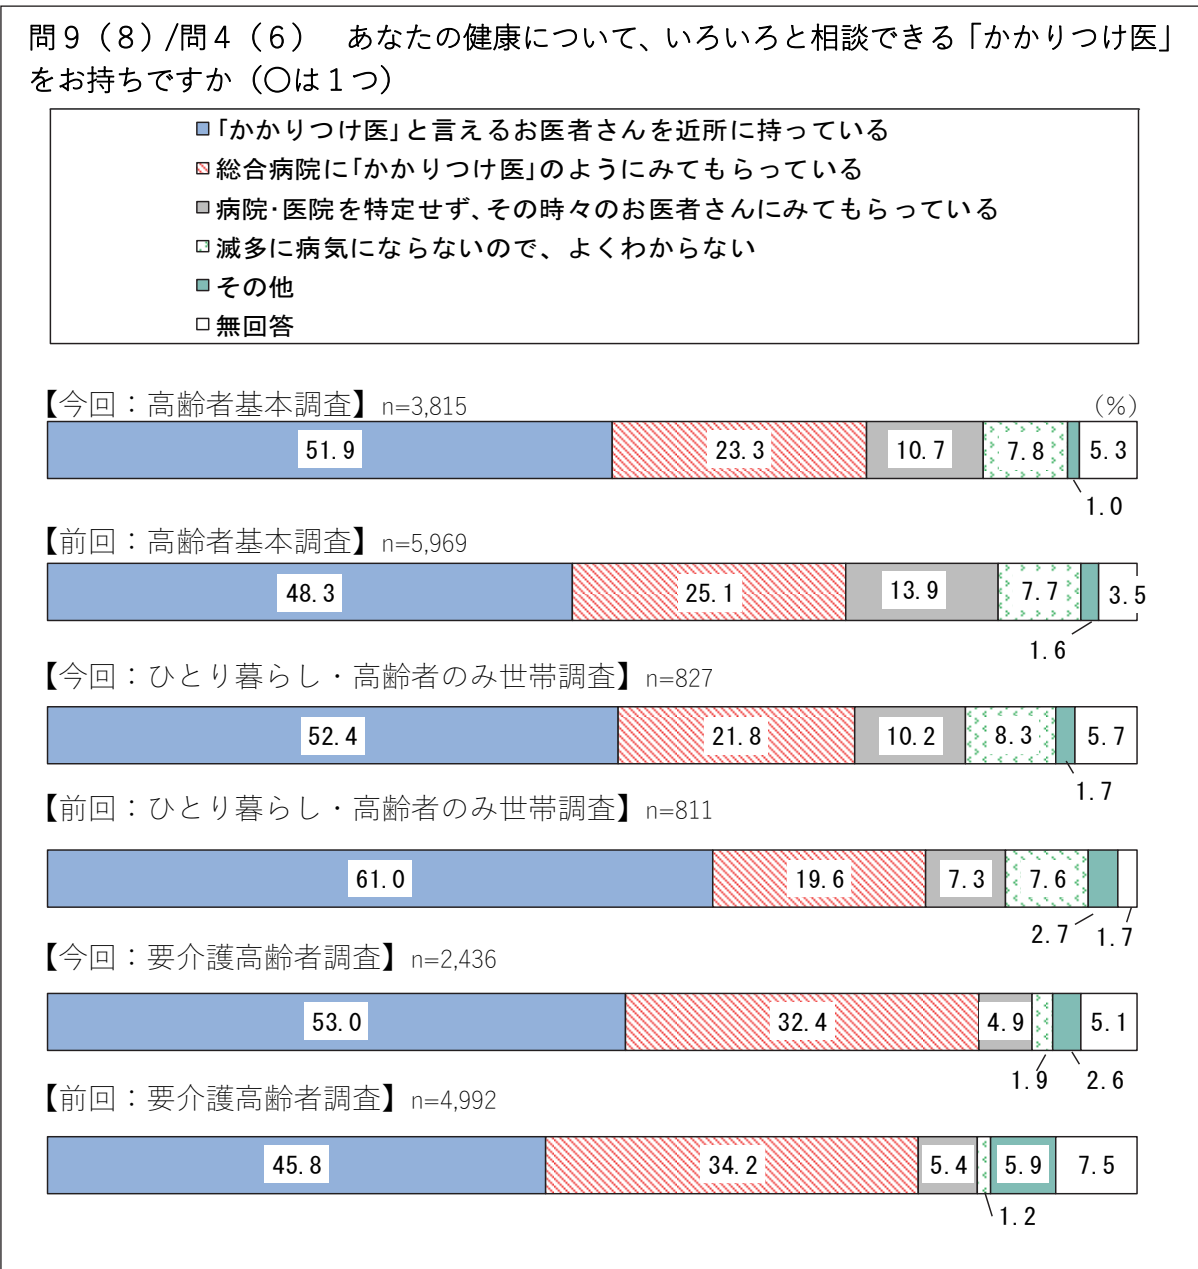 問９（８）/問４（６）　あなたの健康について、いろいろと相談できる「かかりつけ医」
をお持ちですか（〇は１つ）
「かかりつけ医」と言えるお医者さんを近所に持っている
総合病院に「かかりつけ医」のようにみてもらっている
病院･医院を特定せず、その時々のお医者さんにみてもらっている
滅多に病気にならないので、よくわからない
その他
無回答
【今回：高齢者基本調査】n=3,815 （%）
51.9 23.3 10.7 7.8 5.3
1.0
【前回：高齢者基本調査】n=5,969
48.3 25.1 13.9 7.7 3.5
1.6
【今回：ひとり暮らし・高齢者のみ世帯調査】n=827
52.4 21.8 10.2 8.3 5.7
1.7
【前回：ひとり暮らし・高齢者のみ世帯調査】n=811
61.0 19.6 7.3 7.6
2.7 1.7
【今回：要介護高齢者調査】n=2,436
53.0 32.4 4.9 5.1
1.9 2.6
【前回：要介護高齢者調査】n=4,992
45.8 34.2 5.4 5.9 7.5
1.2